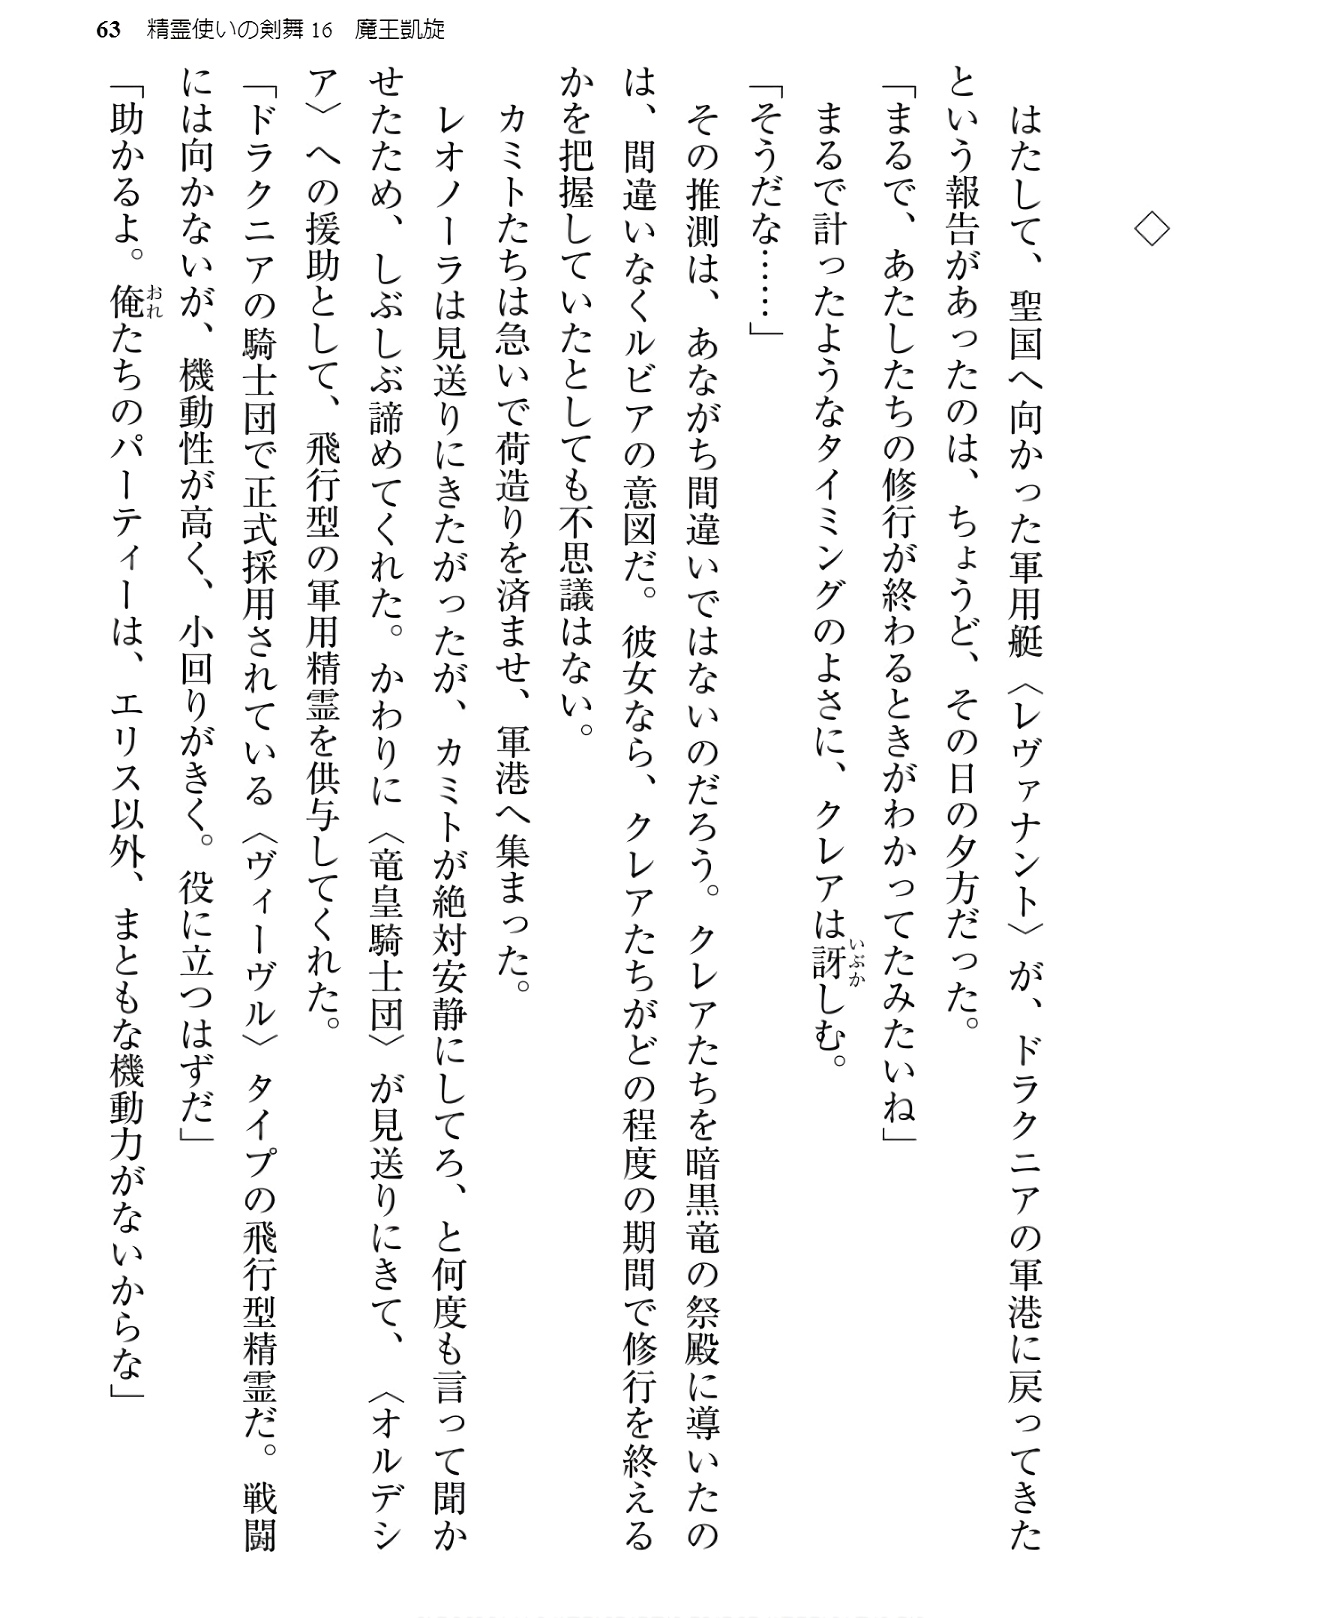 63 精霊使いの剣舞16 魔王凱旋
◇
はたして、聖国へ向かった軍用艇〈レヴァナント〉が、ドラクニアの軍港に戻ってきた
という報告があったのは、ちょうど、その日の夕方だった。
「まるで、あたしたちの修行が終わるときがわかってたみたいね」
まるで計ったようなタイミングのよさに、クレアは訝しむ。
いぶか
「そうだな……」
その推測は、あながち間違いではないのだろう。クレアたちを暗黒竜の祭殿に導いたの
は、間違いなくルビアの意図だ。彼女なら、クレアたちがどの程度の期間で修行を終える
かを把握していたとしても不思議はない。
カミトたちは急いで荷造りを済ませ、軍港へ集まった。
レオノーラは見送りにきたがったが、カミトが絶対安静にしてろ、と何度も言って聞か
せたため、しぶしぶ諦めてくれた。かわりに〈竜皇騎士団〉が見送りにきて、〈オルデシ
ア〉への援助として、飛行型の軍用精霊を供与してくれた。
「ドラクニアの騎士団で正式採用されている〈ヴィーヴル〉タイプの飛行型精霊だ。戦闘
には向かないが、機動性が高く、小回りがきく。役に立つはずだ」
「助かるよ。俺たちのパーティーは、エリス以外、まともな機動力がないからな」
おれ